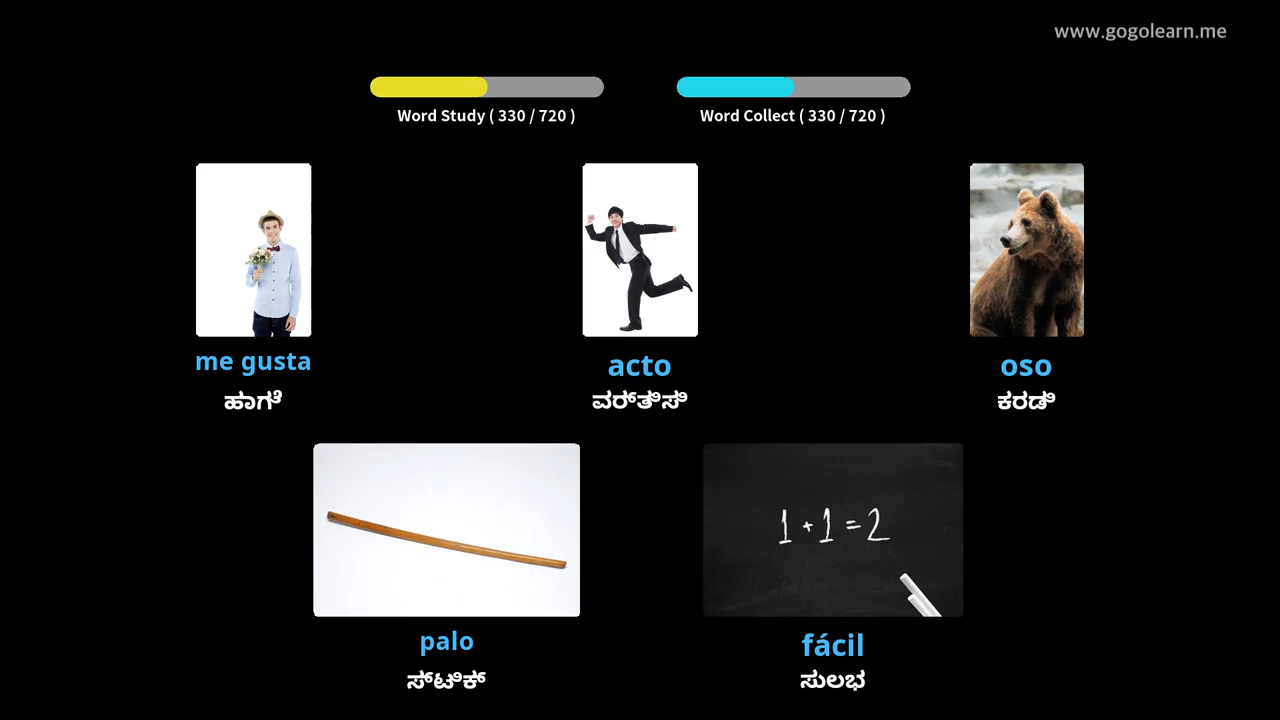 www.gogolearn.me
Word Study ( 330 / 720 )
Word Collect ( 330 / 720 )
me gusta
ಹಾಗೆ
acto
ವರ್ತಿಸಿ
oso
ಕರಡಿ
palo
ಸ್ಟಿಕ್
fácil
ಸುಲಭ
1+1=2